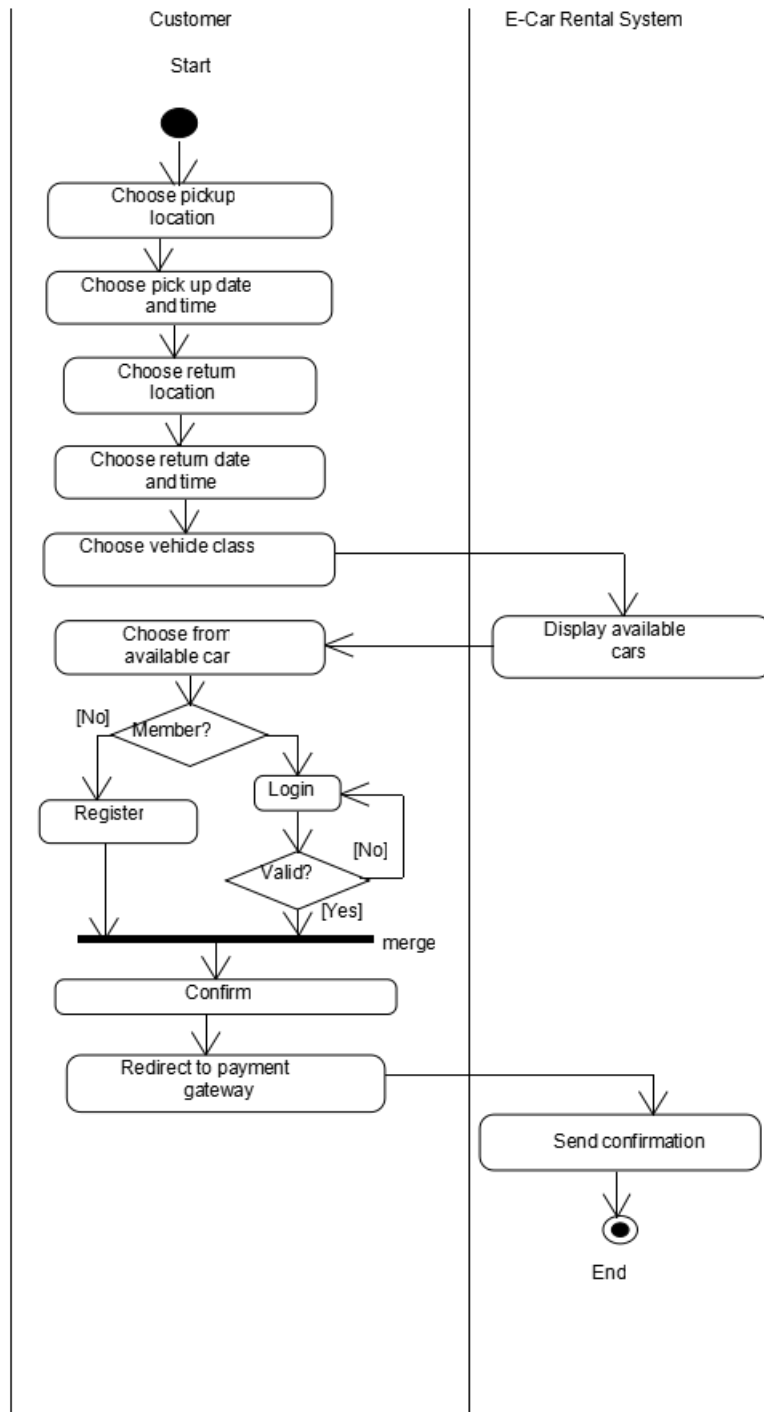 Customer
E-Car Rental System
Start
Choose pickup
location
Choose pick up date
and time
Choose return
location
Choose return date
and time
Choose vehicle class
Choose from
available car
Display available
cars
[No]
Member?
Login
Register
[No]
Valid?
[Yes]
merge
Confirm
Redirect to payment
gateway
Send confirmation
End